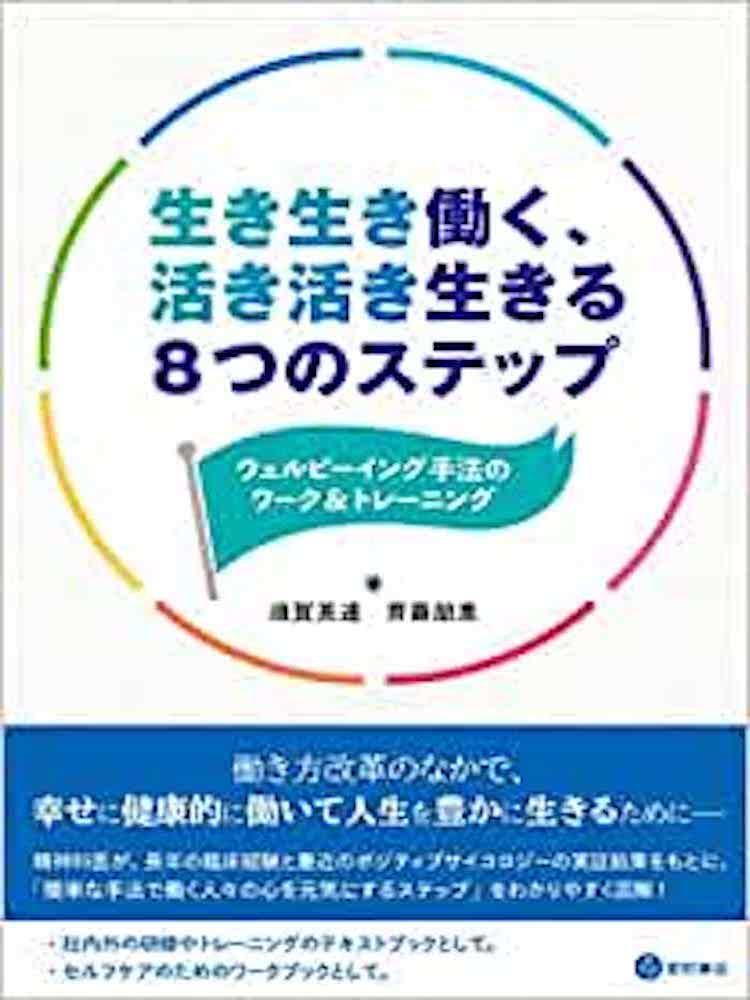 生き生き働く、
活き活き生きる
8つのステップ
ウェルビーイング手法の
ワーク&トレーニング
著
須賀英道 斉藤朋恵
働き方改革のなかで、
幸せに健康的に働いて人生を豊かに生きるために──
精神科医が、長年の臨床経験と最近のポジティブサイコロジーの実証結果をもとに、
「簡単な手法で働く人々の心を元気にするステップ」をわかりやすく図解!
・社内外の研修やトレーニングのテキストブックとして。
・セルフケアのためのワークブックとして。